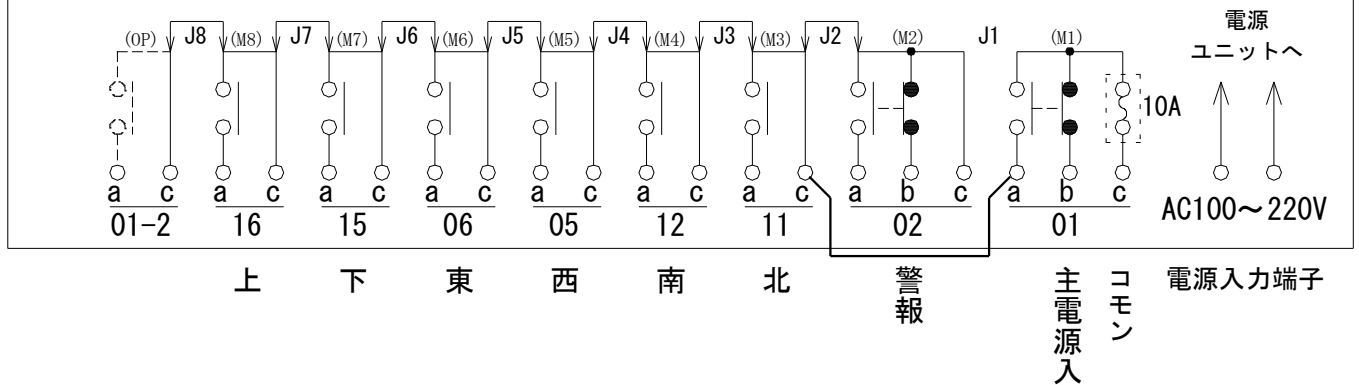 電源
ユニットへ
(OP) J8 (M8) J7 (M7) J6 (M6) J5 (M5) J4 (M4) J3 (M3) J2 (M2) J1 (M1)
10A
a c a c a c a c a c a c a c a b c a b c
01-2 16 15 06 05 12 11 02 01 AC100～220V
上 下 東 西 南 北 警報 主電源入 コモン 電源入力端子